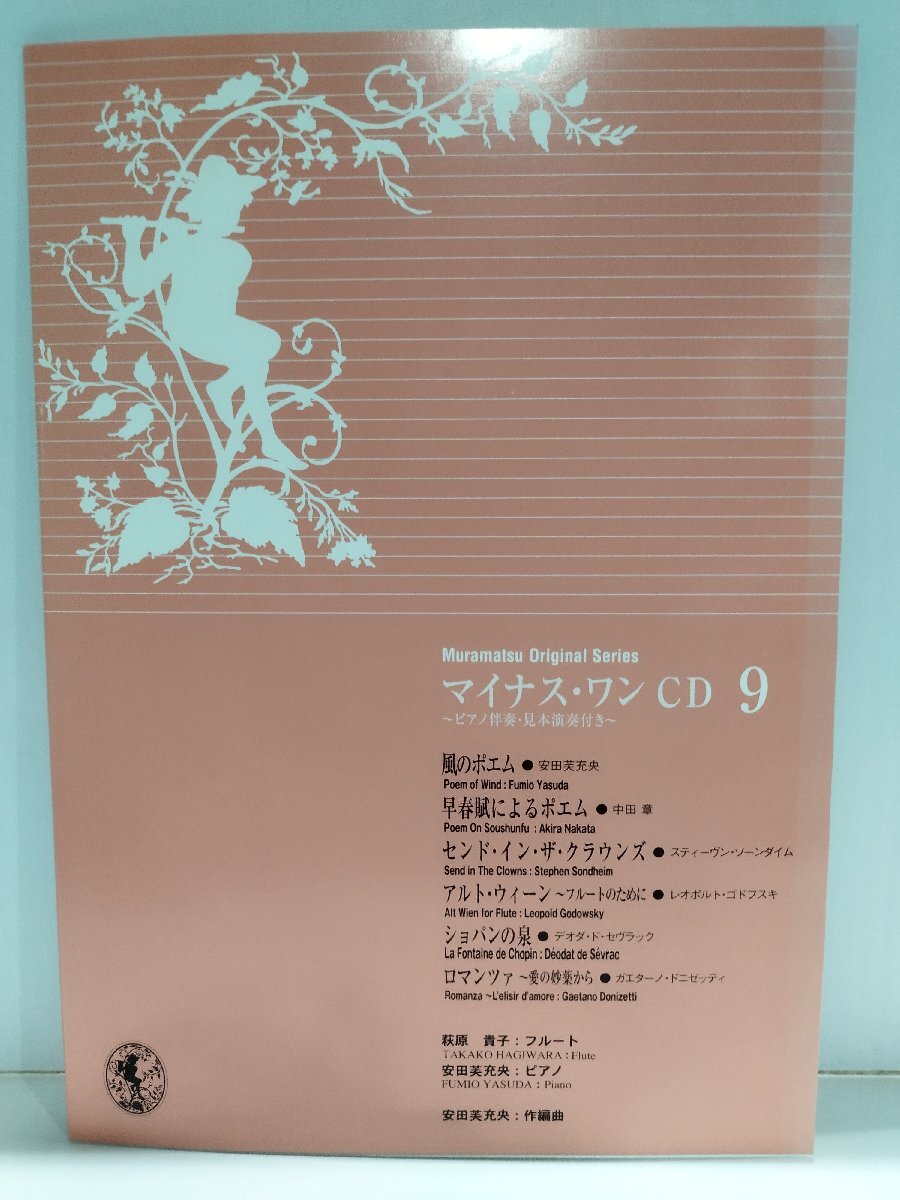 Muramatsu Original Series
マイナス・ワン CD 9
～ピアノ伴奏・見本演奏付き～
風のポエム ● 安田芙充央
Poem of Wind : Fumio Yasuda
早春賦によるポエム ● 中田 章
Poem On Soushunfu : Akira Nakata
センド・イン・ザ・クラウンズ ● スティーヴン・ソーンダイム
Send in The Clowns : Stephen Sondheim
アルト・ウィーン ～フルートのために ● レオポルト・ゴドフスキ
Alt Wien for Flute : Leopold Godowsky
ショパンの泉 ● デオダ・ド・セヴラック
La Fontaine de Chopin : Déodat de Sévrac
ロマンツァ ～愛の妙薬から ● ガエターノ・ドニゼッティ
Romanza ～L'elisir d'amore : Gaetano Donizetti
萩原 貴子：フルート
TAKAKO HAGIWARA : Flute
安田芙充央：ピアノ
FUMIO YASUDA : Piano
安田芙充央：作編曲